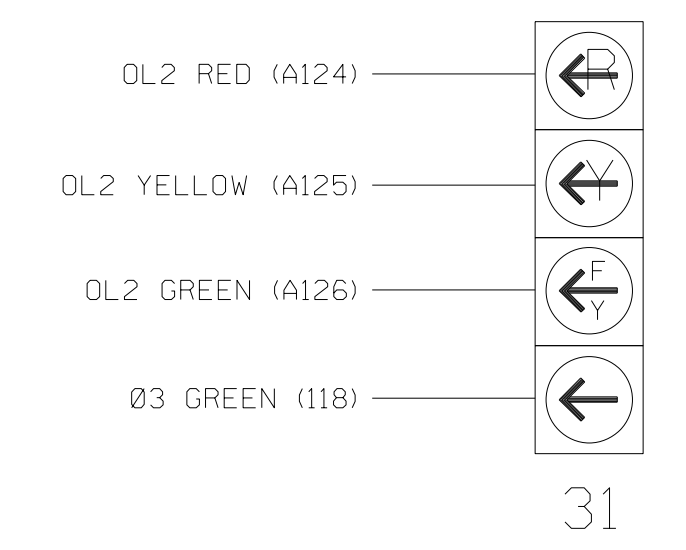 OL2 RED (A124)
R
OL2 YELLOW (A125)
Y
OL2 GREEN (A126)
F
Y
Ø3 GREEN (118)
31